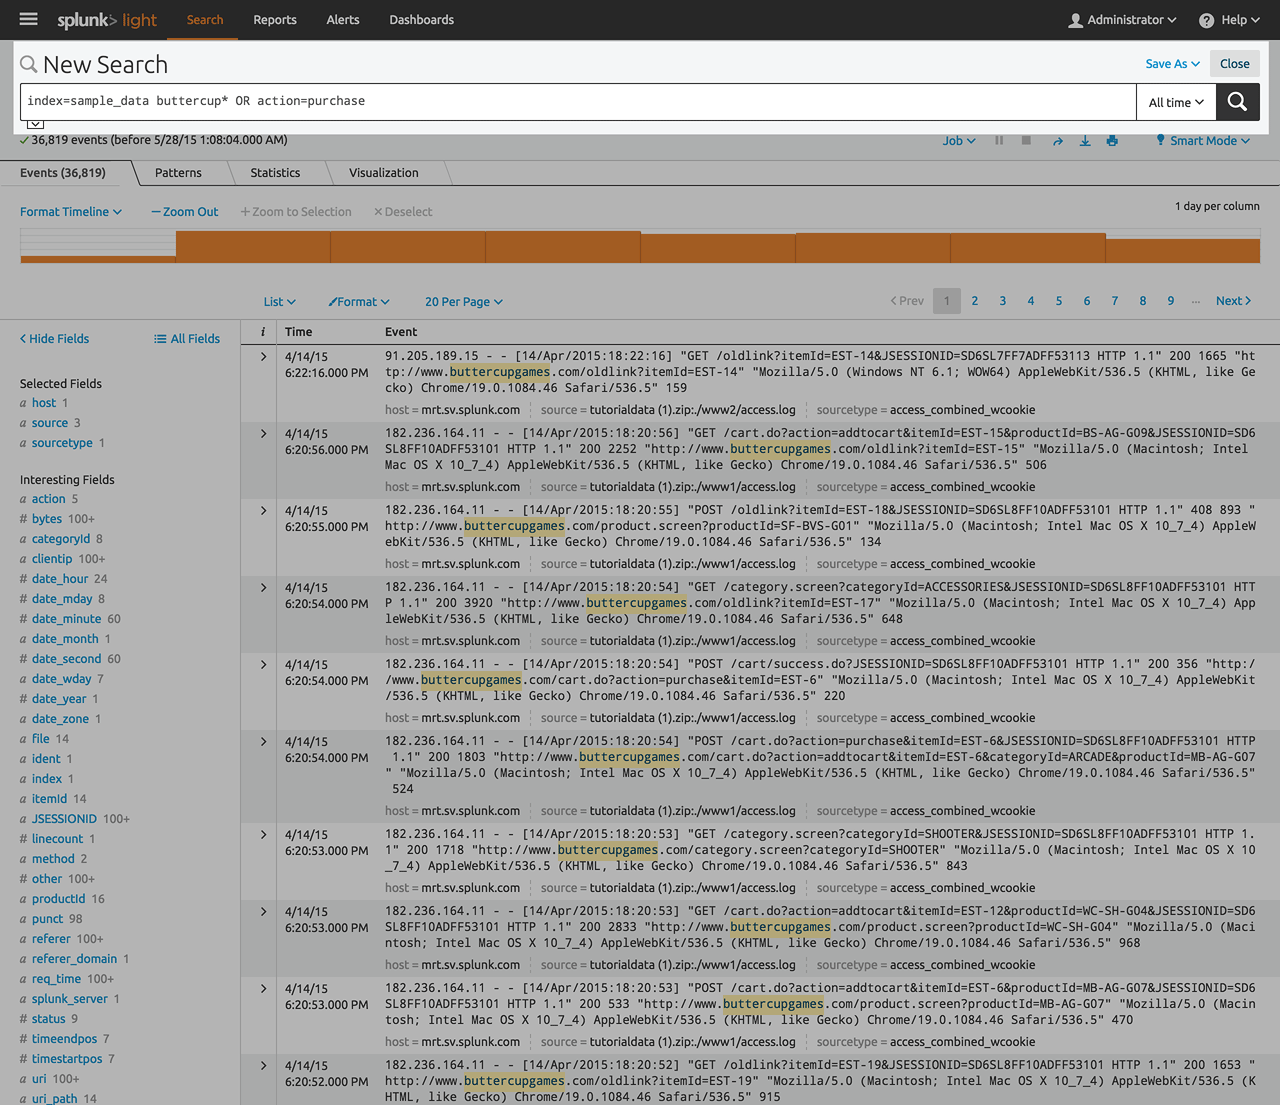 splunk> light Search Reports Alerts Dashboards Administrator ? Help
New Search Save As Close
index=sample_data buttercup* OR action=purchase All time
36,819 events (before 5/28/15 1:08:04.000 AM) Job Smart Mode
Events (36,819) Patterns Statistics Visualization
Format Timeline — Zoom Out + Zoom to Selection × Deselect 1 day per column
List Format 20 Per Page < Prev 1 2 3 4 5 6 7 8 9 ... Next >
< Hide Fields All Fields
Selected Fields
a host 1
a source 3
a sourcetype 1
Interesting Fields
a action 5
# bytes 100+
a categoryId 8
a clientip 100+
# date_hour 24
# date_mday 8
# date_minute 60
a date_month 1
# date_second 60
a date_wday 7
# date_year 1
a date_zone 1
a file 14
a ident 1
a index 1
a itemId 14
a JSESSIONID 100+
# linecount 1
a method 2
# other 100+
a productId 16
a punct 98
a referer 100+
a referer_domain 1
a req_time 100+
a splunk_server 1
# status 9
# timeendpos 7
# timestartpos 7
a uri 100+
a uri_path 14
i Time Event
4/14/15
6:22:16.000 PM
91.205.189.15 - - [14/Apr/2015:18:22:16] "GET /oldlink?itemId=EST-14&JSESSIONID=SD6SL7FF7ADFF53113 HTTP 1.1" 200 1665 "ht
tp://www.buttercupgames.com/oldlink?itemId=EST-14" "Mozilla/5.0 (Windows NT 6.1; WOW64) AppleWebKit/536.5 (KHTML, like Ge
cko) Chrome/19.0.1084.46 Safari/536.5" 159
host = mrt.sv.splunk.com source = tutorialdata (1).zip:./www2/access.log sourcetype = access_combined_wcookie
4/14/15
6:20:56.000 PM
182.236.164.11 - - [14/Apr/2015:18:20:56] "GET /cart.do?action=addtocart&itemId=EST-15&productId=BS-AG-G09&JSESSIONID=SD6
SL8FF10ADFF53101 HTTP 1.1" 200 2252 "http://www.buttercupgames.com/oldlink?itemId=EST-15" "Mozilla/5.0 (Macintosh; Intel
Mac OS X 10_7_4) AppleWebKit/536.5 (KHTML, like Gecko) Chrome/19.0.1084.46 Safari/536.5" 506
host = mrt.sv.splunk.com source = tutorialdata (1).zip:./www1/access.log sourcetype = access_combined_wcookie
4/14/15
6:20:55.000 PM
182.236.164.11 - - [14/Apr/2015:18:20:55] "POST /oldlink?itemId=EST-18&JSESSIONID=SD6SL8FF10ADFF53101 HTTP 1.1" 408 893 "
http://www.buttercupgames.com/product.screen?productId=SF-BVS-G01" "Mozilla/5.0 (Macintosh; Intel Mac OS X 10_7_4) AppleW
ebKit/536.5 (KHTML, like Gecko) Chrome/19.0.1084.46 Safari/536.5" 134
host = mrt.sv.splunk.com source = tutorialdata (1).zip:./www1/access.log sourcetype = access_combined_wcookie
4/14/15
6:20:54.000 PM
182.236.164.11 - - [14/Apr/2015:18:20:54] "GET /category.screen?categoryId=ACCESSORIES&JSESSIONID=SD6SL8FF10ADFF53101 HTT
P 1.1" 200 3920 "http://www.buttercupgames.com/oldlink?itemId=EST-17" "Mozilla/5.0 (Macintosh; Intel Mac OS X 10_7_4) App
leWebKit/536.5 (KHTML, like Gecko) Chrome/19.0.1084.46 Safari/536.5" 648
host = mrt.sv.splunk.com source = tutorialdata (1).zip:./www1/access.log sourcetype = access_combined_wcookie
4/14/15
6:20:54.000 PM
182.236.164.11 - - [14/Apr/2015:18:20:54] "POST /cart/success.do?JSESSIONID=SD6SL8FF10ADFF53101 HTTP 1.1" 200 356 "http:/
/www.buttercupgames.com/cart.do?action=purchase&itemId=EST-6" "Mozilla/5.0 (Macintosh; Intel Mac OS X 10_7_4) AppleWebKit
/536.5 (KHTML, like Gecko) Chrome/19.0.1084.46 Safari/536.5" 220
host = mrt.sv.splunk.com source = tutorialdata (1).zip:./www1/access.log sourcetype = access_combined_wcookie
4/14/15
6:20:54.000 PM
182.236.164.11 - - [14/Apr/2015:18:20:54] "POST /cart.do?action=purchase&itemId=EST-6&JSESSIONID=SD6SL8FF10ADFF53101 HTTP
1.1" 200 1803 "http://www.buttercupgames.com/cart.do?action=addtocart&itemId=EST-6&categoryId=ARCADE&productId=MB-AG-G07
" "Mozilla/5.0 (Macintosh; Intel Mac OS X 10_7_4) AppleWebKit/536.5 (KHTML, like Gecko) Chrome/19.0.1084.46 Safari/536.5"
524
host = mrt.sv.splunk.com source = tutorialdata (1).zip:./www1/access.log sourcetype = access_combined_wcookie
4/14/15
6:20:53.000 PM
182.236.164.11 - - [14/Apr/2015:18:20:53] "GET /category.screen?categoryId=SHOOTER&JSESSIONID=SD6SL8FF10ADFF53101 HTTP 1.
1" 200 1718 "http://www.buttercupgames.com/category.screen?categoryId=SHOOTER" "Mozilla/5.0 (Macintosh; Intel Mac OS X 10
_7_4) AppleWebKit/536.5 (KHTML, like Gecko) Chrome/19.0.1084.46 Safari/536.5" 843
host = mrt.sv.splunk.com source = tutorialdata (1).zip:./www1/access.log sourcetype = access_combined_wcookie
4/14/15
6:20:53.000 PM
182.236.164.11 - - [14/Apr/2015:18:20:53] "GET /cart.do?action=addtocart&itemId=EST-12&productId=WC-SH-G04&JSESSIONID=SD6
SL8FF10ADFF53101 HTTP 1.1" 200 2833 "http://www.buttercupgames.com/product.screen?productId=WC-SH-G04" "Mozilla/5.0 (Maci
ntosh; Intel Mac OS X 10_7_4) AppleWebKit/536.5 (KHTML, like Gecko) Chrome/19.0.1084.46 Safari/536.5" 968
host = mrt.sv.splunk.com source = tutorialdata (1).zip:./www1/access.log sourcetype = access_combined_wcookie
4/14/15
6:20:53.000 PM
182.236.164.11 - - [14/Apr/2015:18:20:53] "POST /cart.do?action=addtocart&itemId=EST-6&productId=MB-AG-G07&JSESSIONID=SD6
SL8FF10ADFF53101 HTTP 1.1" 200 533 "http://www.buttercupgames.com/product.screen?productId=MB-AG-G07" "Mozilla/5.0 (Macin
tosh; Intel Mac OS X 10_7_4) AppleWebKit/536.5 (KHTML, like Gecko) Chrome/19.0.1084.46 Safari/536.5" 470
host = mrt.sv.splunk.com source = tutorialdata (1).zip:./www1/access.log sourcetype = access_combined_wcookie
4/14/15
6:20:52.000 PM
182.236.164.11 - - [14/Apr/2015:18:20:52] "GET /oldlink?itemId=EST-19&JSESSIONID=SD6SL8FF10ADFF53101 HTTP 1.1" 200 1653 "
http://www.buttercupgames.com/oldlink?itemId=EST-19" "Mozilla/5.0 (Macintosh; Intel Mac OS X 10_7_4) AppleWebKit/536.5 (K
HTML, like Gecko) Chrome/19.0.1084.46 Safari/536.5" 915